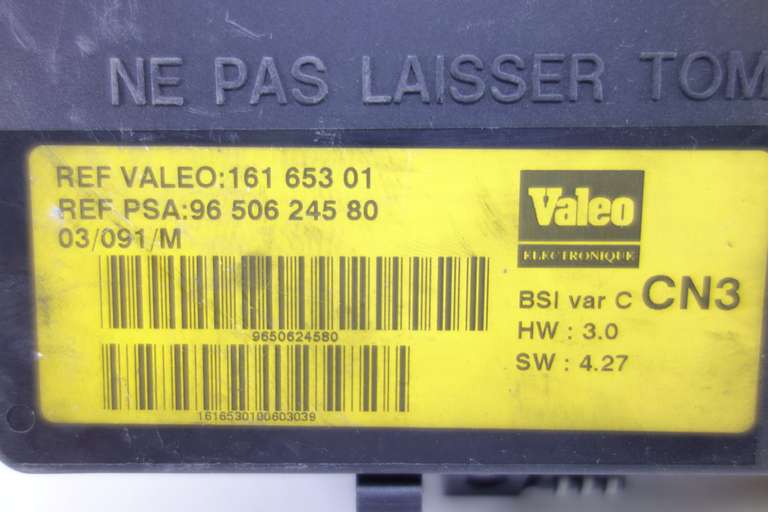 NE PAS LAISSER TOM
REF VALEO:161 653 01
REF PSA:96 506 245 80
03/091/M
9650624580
1616530100603039
Valeo
ELECTRONIQUE
BSI var C CN3
HW : 3.0
SW : 4.27